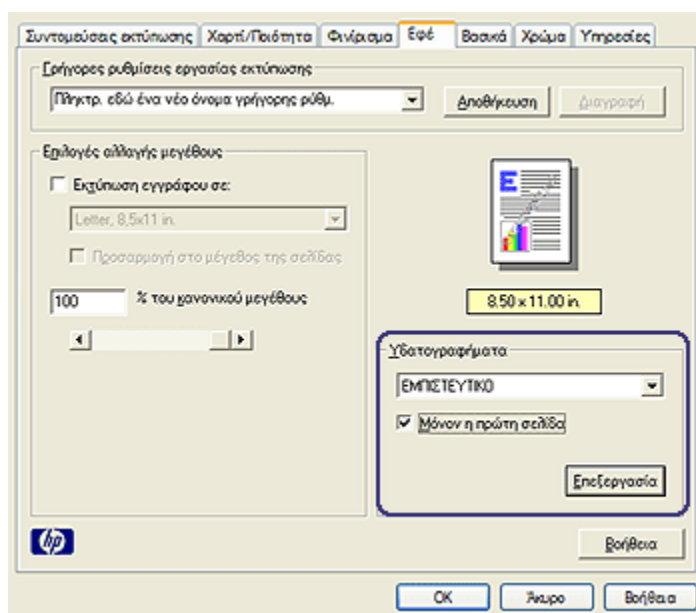 Συντομεύσεις εκτύπωσης Χαρτί/Ποιότητα Φινίρισμα Εφέ Βασικά Χρώμα Υπηρεσίες
Γρήγορες ρυθμίσεις εργασίας εκτύπωσης
Πληκτρ. εδώ ένα νέο όνομα γρήγορης ρύθμ. Αποθήκευση Διαγραφή
Επιλογές αλλαγής μεγέθους
Εκτύπωση εγγράφου σε:
Letter, 8,5x11 in.
Προσαρμογή στο μέγεθος της σελίδας
100 % του κανονικού μεγέθους
E
8.50 x 11.00 in.
Υδατογραφήματα
ΕΜΠΙΣΤΕΥΤΙΚΟ
Μόνον η πρώτη σελίδα
Επεξεργασία
hp
Βοήθεια
OK Άκυρο Βοήθεια